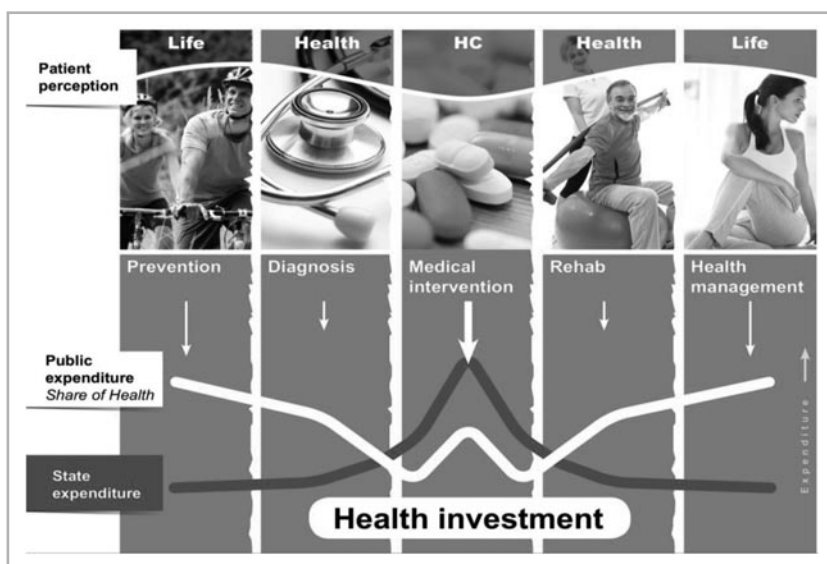 Life
Health
HC
Health
Life
Patient
perception
Prevention
Diagnosis
Medical
intervention
Rehab
Health
management
Public
expenditure
Share of Health
State
expenditure
Expenditure
Health investment